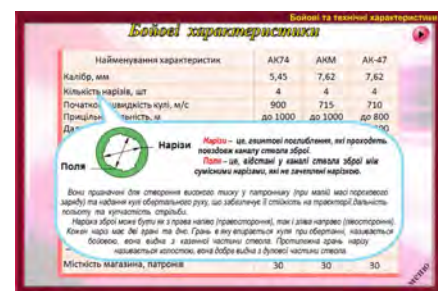 Бойові та технічні характеристики
Бойові характеристики
Найменування характеристик АК74 АКМ АК-47
Калібр, мм 5,45 7,62 7,62
Кількість нарізів, шт 4 4 4
Початкова швидкість кулі, м/с 900 715 710
Прицільна дальність, м до 1000 до 1000 до 800
Нарізи
Поля
Нарізи – це, гвинтові поглиблення, які проходять
повздовж каналу ствола зброї.
Поля – це, відстані у каналі ствола зброї між
сумісними нарізами, які не зачеплені нарізкою.
Вони призначені для створення високого тиску у патроннику (при малій масі порохового
заряду) та надання кулі обертального руху, що забезпечує її стійкість на траєкторії,дальність
польоту та купчастість стрільби.
Нарізка зброї може бути як з права наліво (правостороння), так і зліва направо (лівостороння).
Кожен наріз має дві грані та дно. Грань в яку впирається куля при обертанні, називається
бойовою, вона видна з казенної частини ствола. Протилежна грань нарізу
називається холостою, вона добре видна з дулової частини ствола.
Місткість магазина, патронів 30 30 30
меню